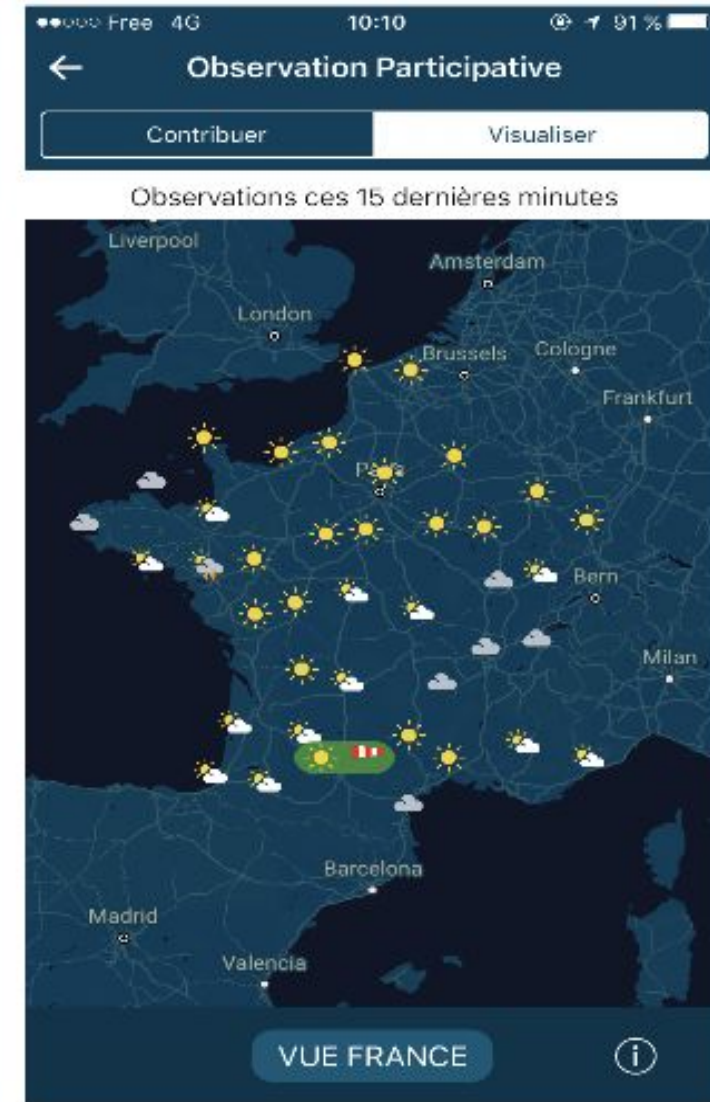 Free 4G 10:10 91 %
Observation Participative
Contribuer Visualiser
Observations ces 15 dernières minutes
Liverpool
Amsterdam
London
Brussels Cologne
Frankfurt
Bern
Milan
Barcelona
Madrid
Valencia
VUE FRANCE